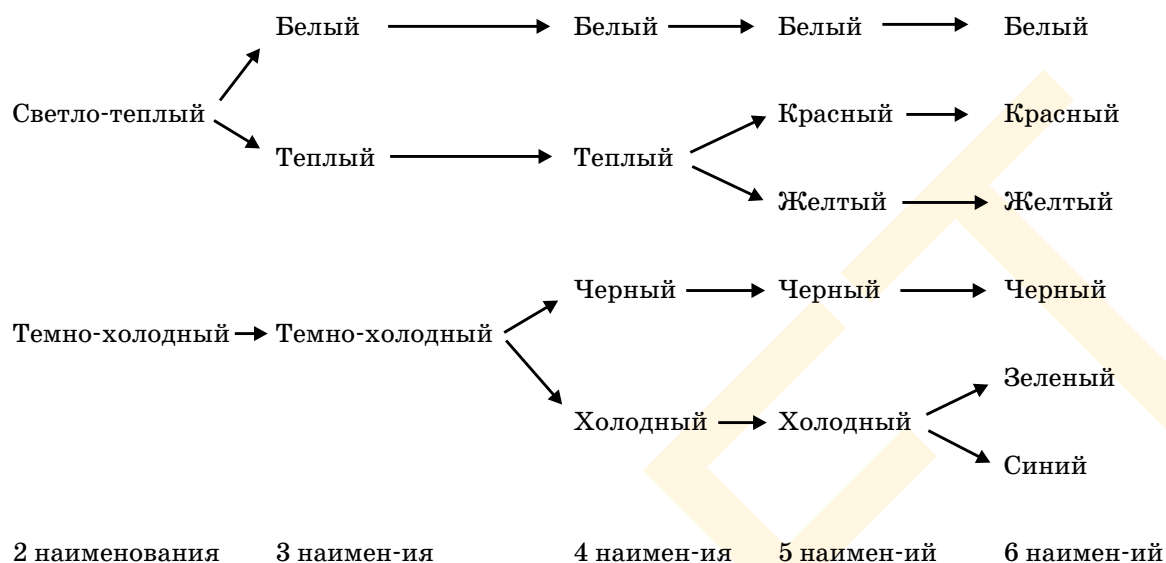 Белый Белый Белый Белый
Светло-теплый Красный Красный
Теплый Теплый
Желтый Желтый
Черный Черный Черный
Темно-холодный Темно-холодный
Зеленый
Холодный Холодный
Синий
2 наименования 3 наимен-ия 4 наимен-ия 5 наимен-ий 6 наимен-ий